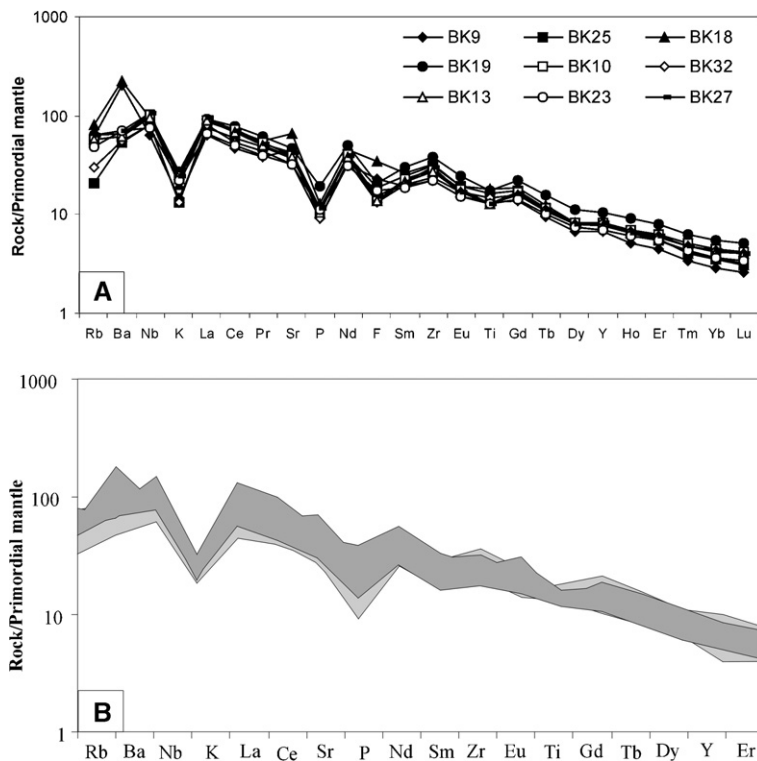 1000
BK9 BK25 BK18
BK19 BK10 BK32
BK13 BK23 BK27
100
Rock/Primordial mantle
10
1
A
Rb Ba Nb K La Ce Pr Sr P Nd F Sm Zr Eu Ti Gd Tb Dy Y Ho Er Tm Yb Lu
1000
100
Rock/Primordial mantle
10
1
B
Rb Ba Nb K La Ce Sr P Nd Sm Zr Eu Ti Gd Tb Dy Y Er